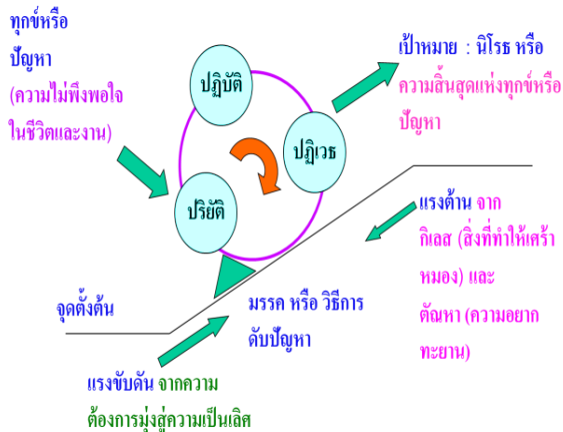 ทุกข์หรือ
ปัญหา
(ความไม่พึงพอใจ
ในชีวิตและงาน)
ปฏิบัติ
ปฏิเวธ
ปริยัติ
เป้าหมาย : นิโรธ หรือ
ความสิ้นสุดแห่งทุกข์หรือ
ปัญหา
แรงต้าน จาก
กิเลส (สิ่งที่ทำให้เศร้า
หมอง) และ
ตัณหา (ความอยาก
ทะยาน)
จุดตั้งต้น
มรรค หรือ วิธีการ
ดับปัญหา
แรงขับดัน จากความ
ต้องการมุ่งสู่ความเป็นเลิศ